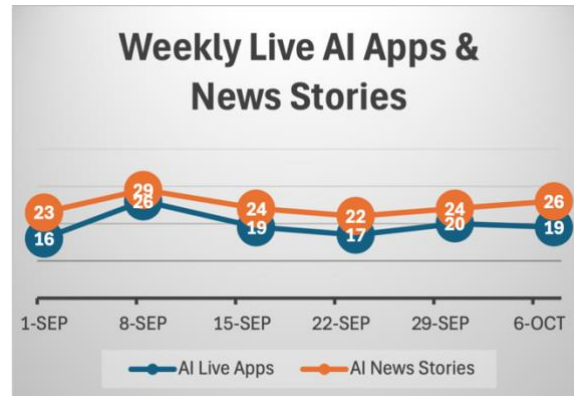 Weekly Live AI Apps &
News Stories
23 29 24 22 24 26
16 26 19 17 20 19
1-SEP 8-SEP 15-SEP 22-SEP 29-SEP 6-OCT
AI Live Apps AI News Stories